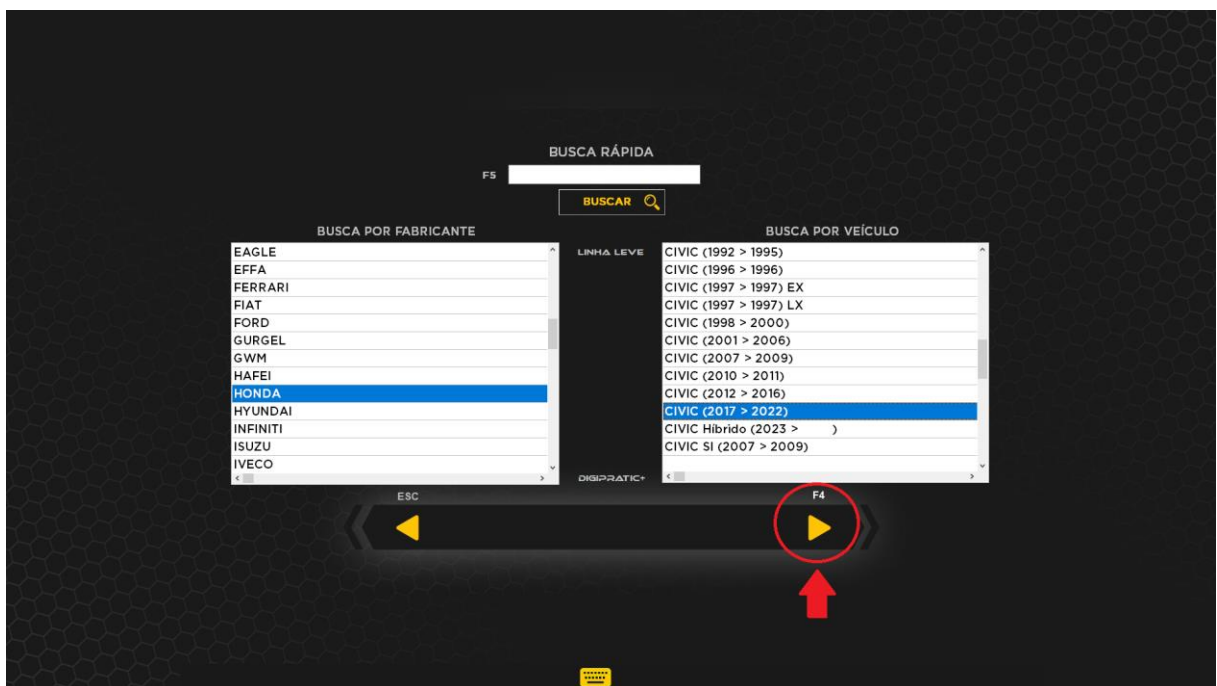 BUSCA RÁPIDA
F5
BUSCAR
BUSCA POR FABRICANTE
EAGLE
EFFA
FERRARI
FIAT
FORD
GURGEL
GWM
HAFEI
HONDA
HYUNDAI
INFINITI
ISUZU
IVECO
LINHA LEVE
DIGIPRATIC+
BUSCA POR VEÍCULO
CIVIC (1992 > 1995)
CIVIC (1996 > 1996)
CIVIC (1997 > 1997) EX
CIVIC (1997 > 1997) LX
CIVIC (1998 > 2000)
CIVIC (2001 > 2006)
CIVIC (2007 > 2009)
CIVIC (2010 > 2011)
CIVIC (2012 > 2016)
CIVIC (2017 > 2022)
CIVIC Híbrido (2023 > )
CIVIC SI (2007 > 2009)
ESC
F4